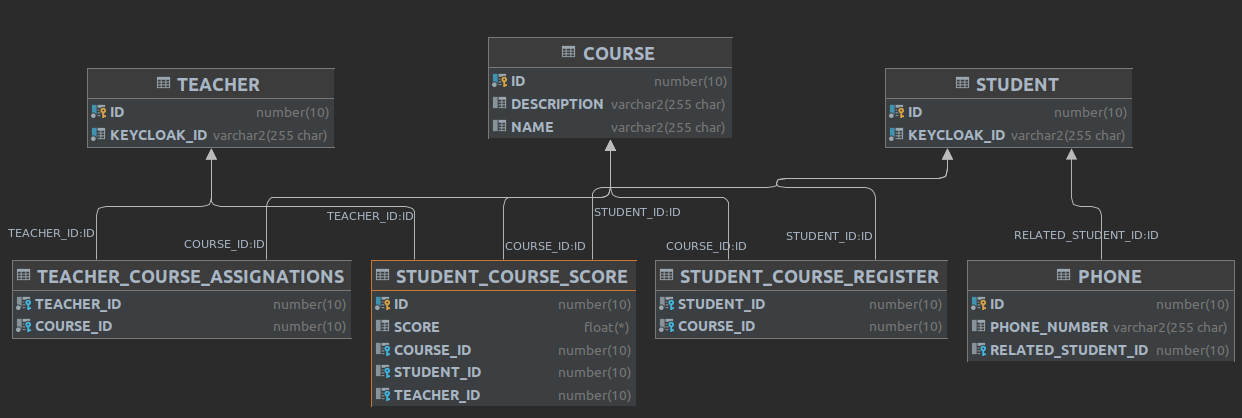 COURSE
ID number(10)
DESCRIPTION varchar2(255 char)
NAME varchar2(255 char)
TEACHER
ID number(10)
KEYCLOAK_ID varchar2(255 char)
STUDENT
ID number(10)
KEYCLOAK_ID varchar2(255 char)
TEACHER_ID:ID
COURSE_ID:ID
TEACHER_ID:ID
COURSE_ID:ID
STUDENT_ID:ID
COURSE_ID:ID
STUDENT_ID:ID
RELATED_STUDENT_ID:ID
TEACHER_COURSE_ASSIGNATIONS
TEACHER_ID number(10)
COURSE_ID number(10)
STUDENT_COURSE_SCORE
ID number(10)
SCORE float(*)
COURSE_ID number(10)
STUDENT_ID number(10)
TEACHER_ID number(10)
STUDENT_COURSE_REGISTER
STUDENT_ID number(10)
COURSE_ID number(10)
PHONE
ID number(10)
PHONE_NUMBER varchar2(255 char)
RELATED_STUDENT_ID number(10)